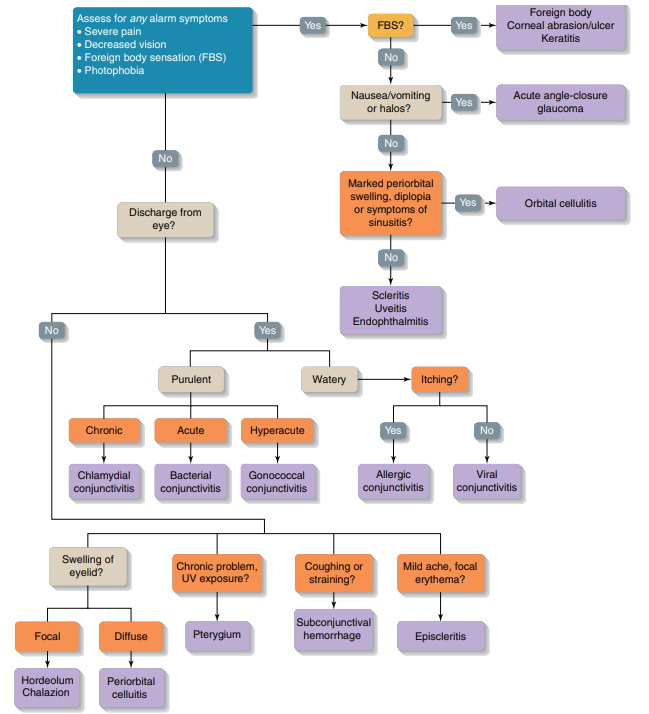 Assess for any alarm symptoms
• Severe pain
• Decreased vision
• Foreign body sensation (FBS)
• Photophobia
Yes
FBS?
Yes
Foreign body
Corneal abrasion/ulcer
Keratitis
No
Nausea/vomiting
or halos?
Yes
Acute angle-closure
glaucoma
No
Marked periorbital
swelling, diplopia
or symptoms of
sinusitis?
Yes
Orbital cellulitis
No
Scleritis
Uveitis
Endophthalmitis
No
Discharge from
eye?
No
Yes
Purulent
Watery
Itching?
Chronic
Acute
Hyperacute
Yes
No
Chlamydial
conjunctivitis
Bacterial
conjunctivitis
Gonococcal
conjunctivitis
Allergic
conjunctivitis
Viral
conjunctivitis
Swelling of
eyelid?
Chronic problem,
UV exposure?
Coughing or
straining?
Mild ache, focal
erythema?
Focal
Diffuse
Pterygium
Subconjunctival
hemorrhage
Episcleritis
Hordeolum
Chalazion
Periorbital
celluitis